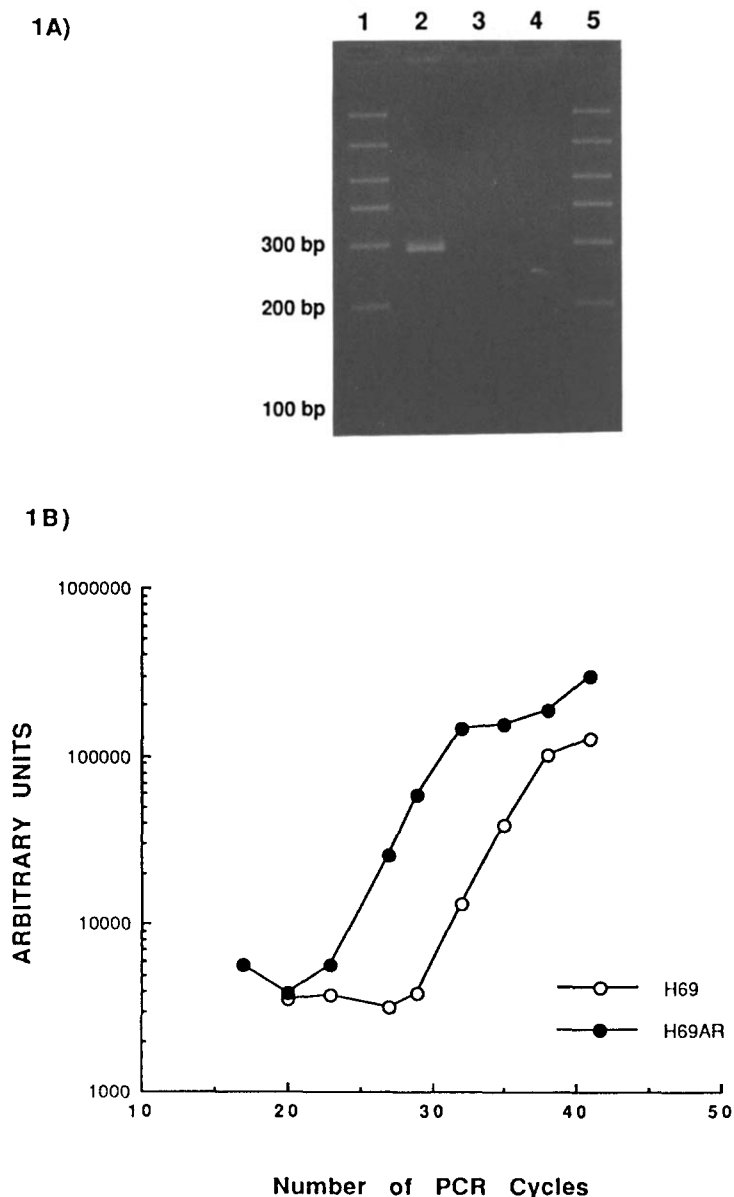 1A)
1 2 3 4 5
300 bp
200 bp
100 bp
1B)
1000000
100000
10000
1000
ARBITRARY UNITS
H69
H69AR
10 20 30 40 50
Number of PCR Cycles